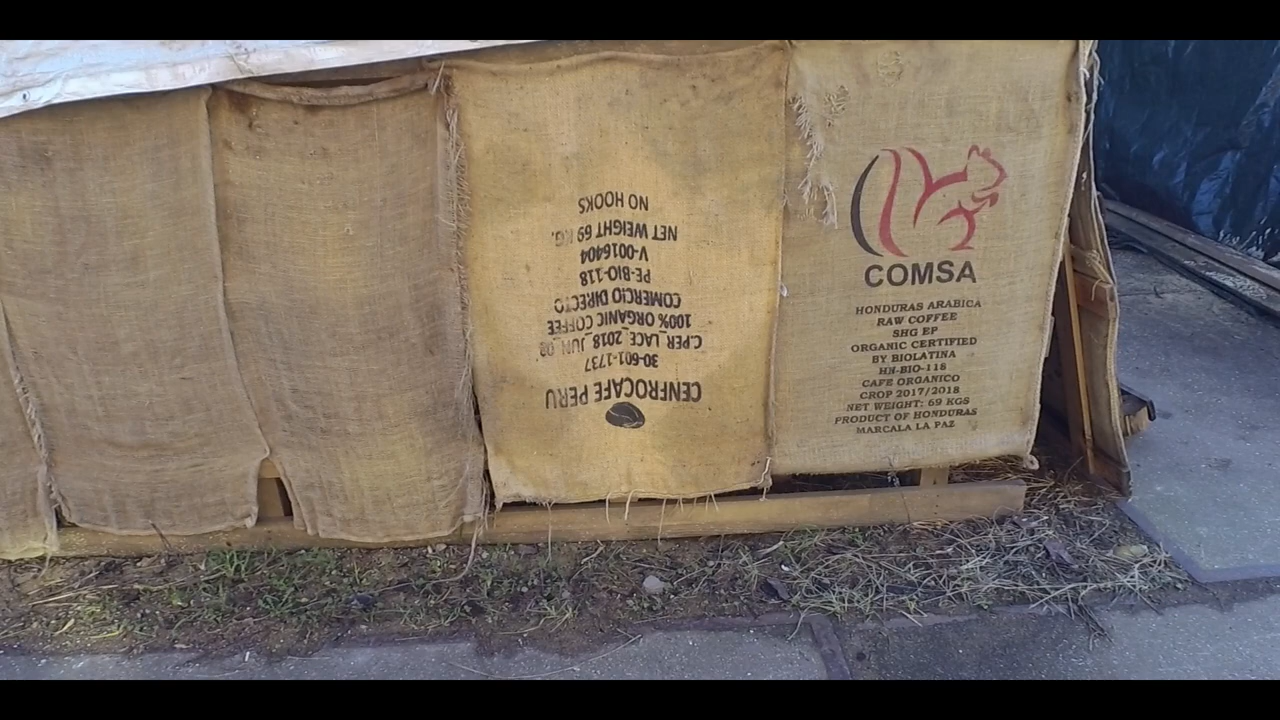 CENFROCAFE PERU
30-601-1737
C.PER_LACE_2018_JUN_08
100% ORGANIC COFFEE
COMERCIO DIRECTO
PE-BIO-118
V-0016404
NET WEIGHT 69 KG.
NO HOOKS
COMSA
HONDURAS ARABICA
RAW COFFEE
SHG EP
ORGANIC CERTIFIED
BY BIOLATINA
HN-BIO-118
CAFE ORGANICO
CROP 2017/2018
NET WEIGHT: 69 KGS
PRODUCT OF HONDURAS
MARCALA LA PAZ